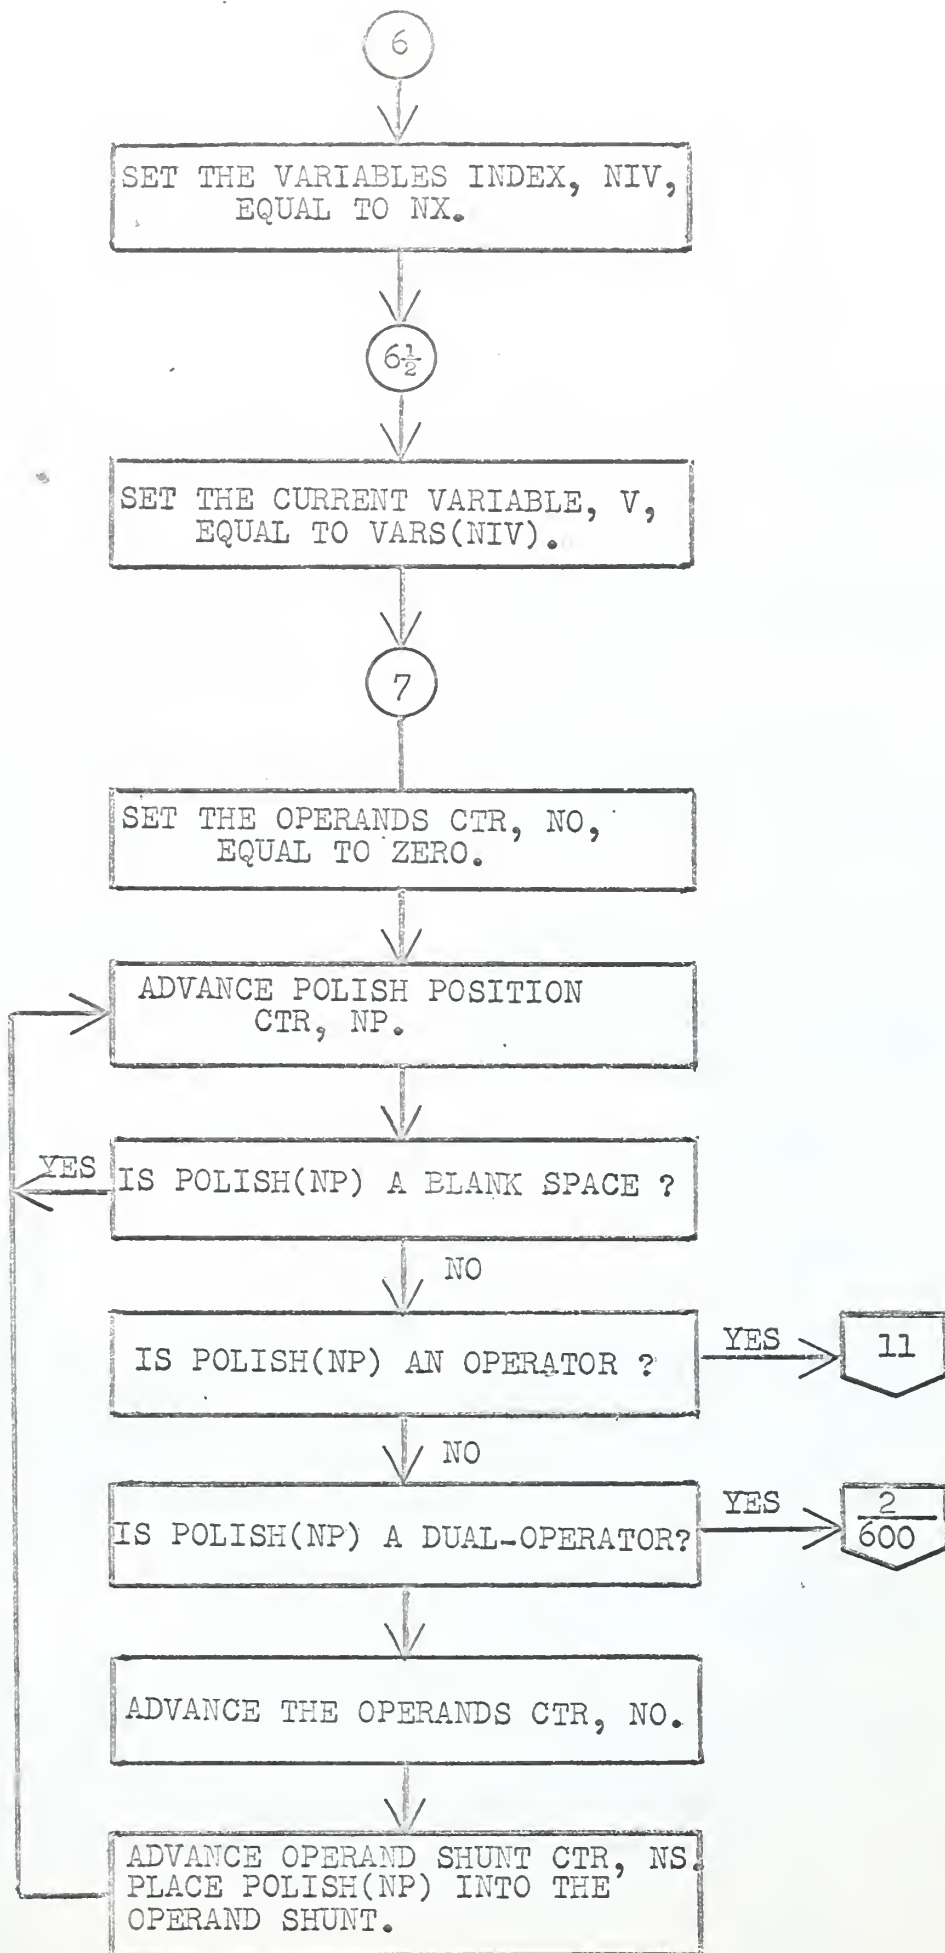 6
SET THE VARIABLES INDEX, NIV,
EQUAL TO NX.
6½
SET THE CURRENT VARIABLE, V,
EQUAL TO VARS(NIV).
7
SET THE OPERANDS CTR, NO,
EQUAL TO ZERO.
ADVANCE POLISH POSITION
CTR, NP.
YES
IS POLISH(NP) A BLANK SPACE ?
NO
IS POLISH(NP) AN OPERATOR ?
YES
11
NO
IS POLISH(NP) A DUAL-OPERATOR?
YES
2
600
ADVANCE THE OPERANDS CTR, NO.
ADVANCE OPERAND SHUNT CTR, NS.
PLACE POLISH(NP) INTO THE
OPERAND SHUNT.